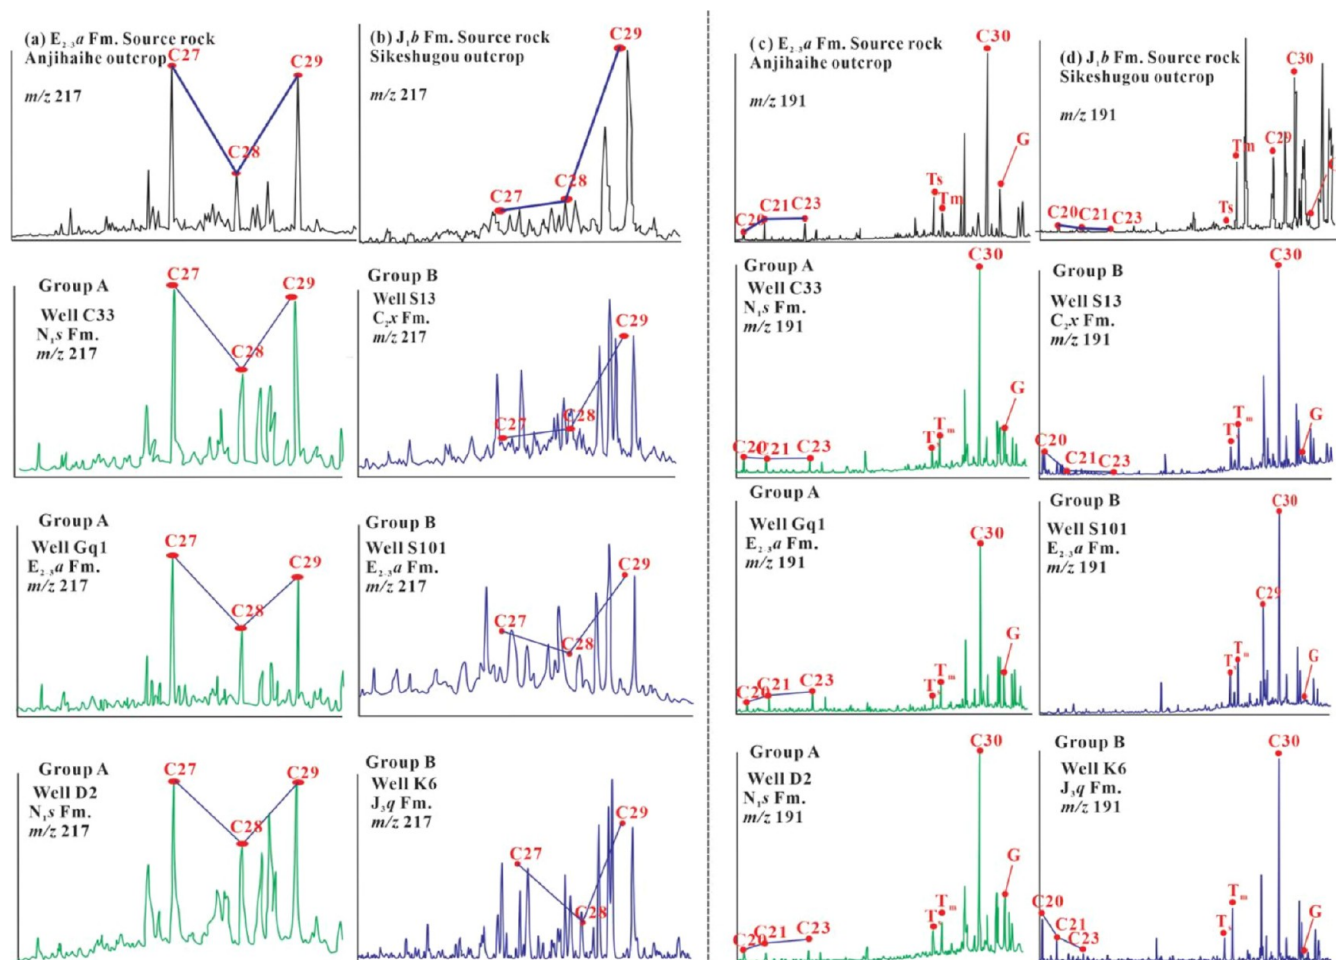 (a) E₂₋₃a Fm. Source rock
Anjihaihe outcrop
m/z 217
C27
C28
C29
(b) J₁b Fm. Source rock
Sikeshugou outcrop
m/z 217
C27
C28
C29
(c) E₂₋₃a Fm. Source rock
Anjihaihe outcrop
m/z 191
C20
C21
C23
Ts
Tm
C30
G
(d) J₁b Fm. Source rock
Sikeshugou outcrop
m/z 191
C20
C21
C23
Ts
Tm
C29
C30
Group A
Well C33
N₁s Fm.
m/z 217
C27
C28
C29
Group B
Well S13
C₂x Fm.
m/z 217
C27
C28
C29
Group A
Well C33
N₁s Fm.
m/z 191
C20
C21
C23
Tₛ
Tₘ
C30
G
Group B
Well S13
C₂x Fm.
m/z 191
C20
C21
C23
Tₛ
Tₘ
C30
G
Group A
Well Gq1
E₂₋₃a Fm.
m/z 217
C27
C28
C29
Group B
Well S101
E₂₋₃a Fm.
m/z 217
C27
C28
C29
Group A
Well Gq1
E₂₋₃a Fm.
m/z 191
C20
C21
C23
Tₛ
Tₘ
C30
G
Group B
Well S101
E₂₋₃a Fm.
m/z 191
Tₛ
Tₘ
C29
C30
G
Group A
Well D2
N₁s Fm.
m/z 217
C27
C28
C29
Group B
Well K6
J₃q Fm.
m/z 217
C27
C28
C29
Group A
Well D2
N₁s Fm.
m/z 191
C20
C21
C23
Tₛ
Tₘ
C30
G
Group B
Well K6
J₃q Fm.
m/z 191
C20
C21
C23
Tₛ
Tₘ
C30
G